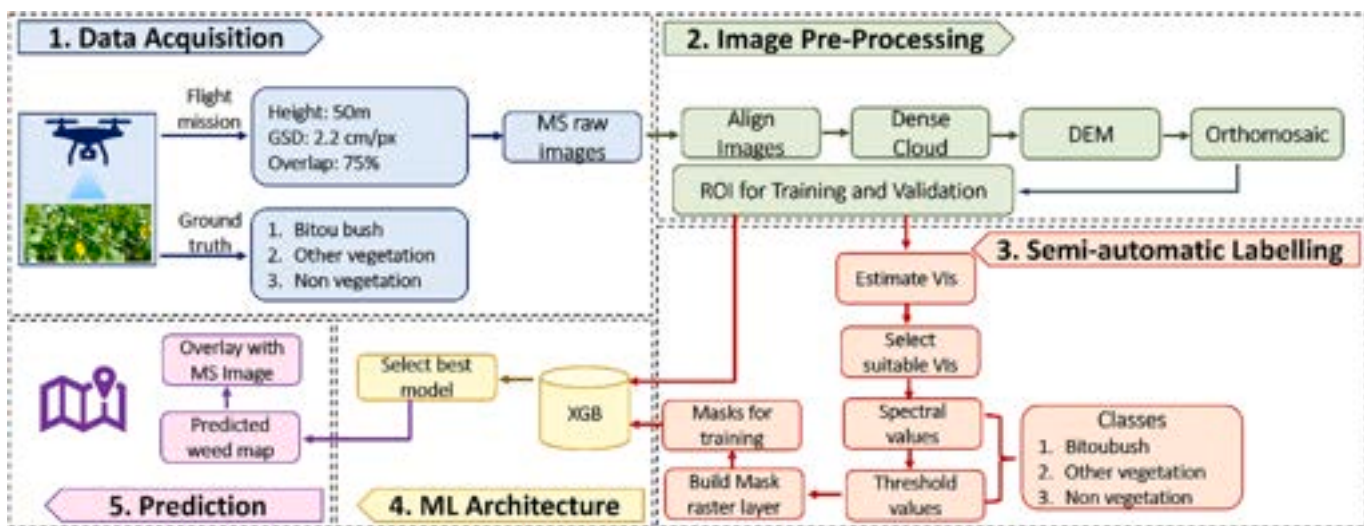 1. Data Acquisition
Flight
mission
Height: 50m
GSD: 2.2 cm/px
Overlap: 75%
MS raw
images
Ground
truth
1. Bitou bush
2. Other vegetation
3. Non vegetation
2. Image Pre-Processing
Align
Images
Dense
Cloud
DEM
Orthomosaic
ROI for Training and Validation
3. Semi-automatic Labelling
Estimate VIs
Select
suitable VIs
Spectral
values
Threshold
values
Classes
1. Bitoubush
2. Other vegetation
3. Non vegetation
Masks for
training
Build Mask
raster layer
XGB
Select best
model
4. ML Architecture
Overlay with
MS Image
Predicted
weed map
5. Prediction